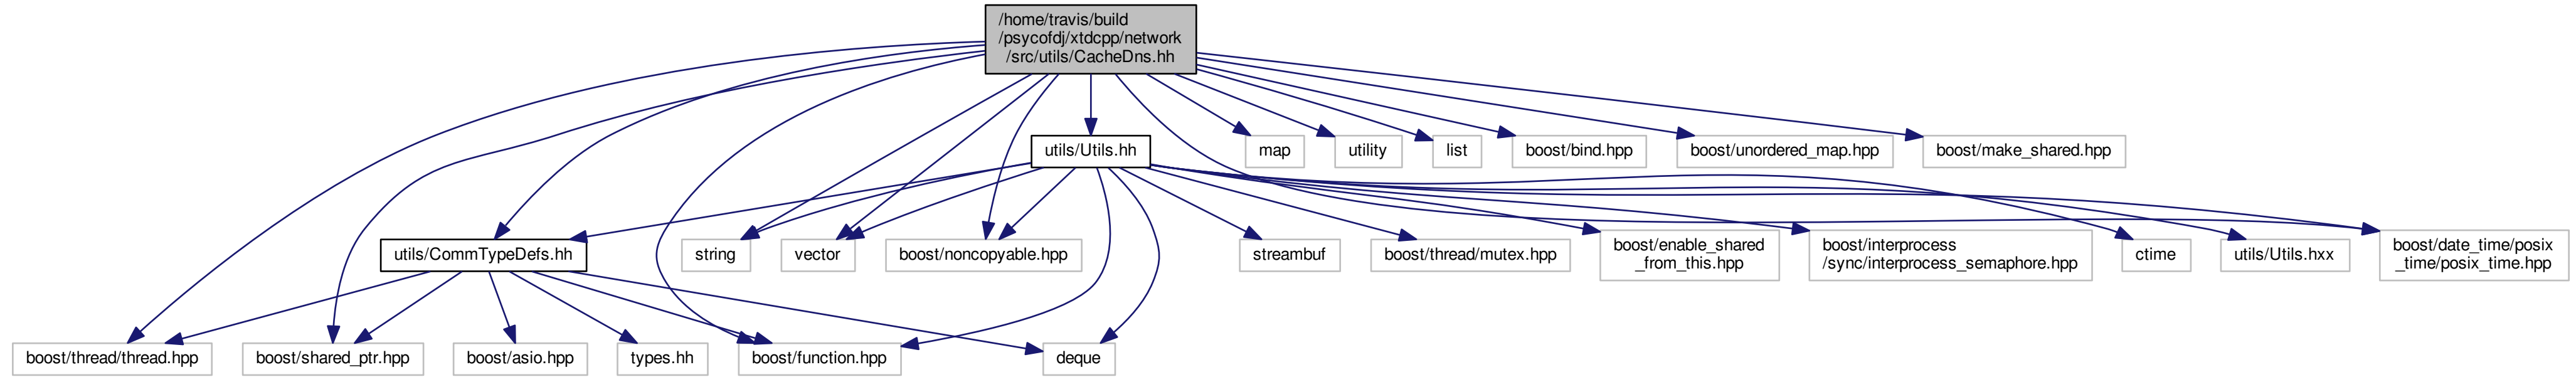 /home/travis/build
/psycofdj/xtdcpp/network
/src/utils/CacheDns.hh
utils/Utils.hh
map
utility
list
boost/bind.hpp
boost/unordered_map.hpp
boost/make_shared.hpp
utils/CommTypeDefs.hh
string
vector
boost/noncopyable.hpp
streambuf
boost/thread/mutex.hpp
boost/enable_shared
_from_this.hpp
boost/interprocess
/sync/interprocess_semaphore.hpp
ctime
utils/Utils.hxx
boost/date_time/posix
_time/posix_time.hpp
boost/thread/thread.hpp
boost/shared_ptr.hpp
boost/asio.hpp
types.hh
boost/function.hpp
deque